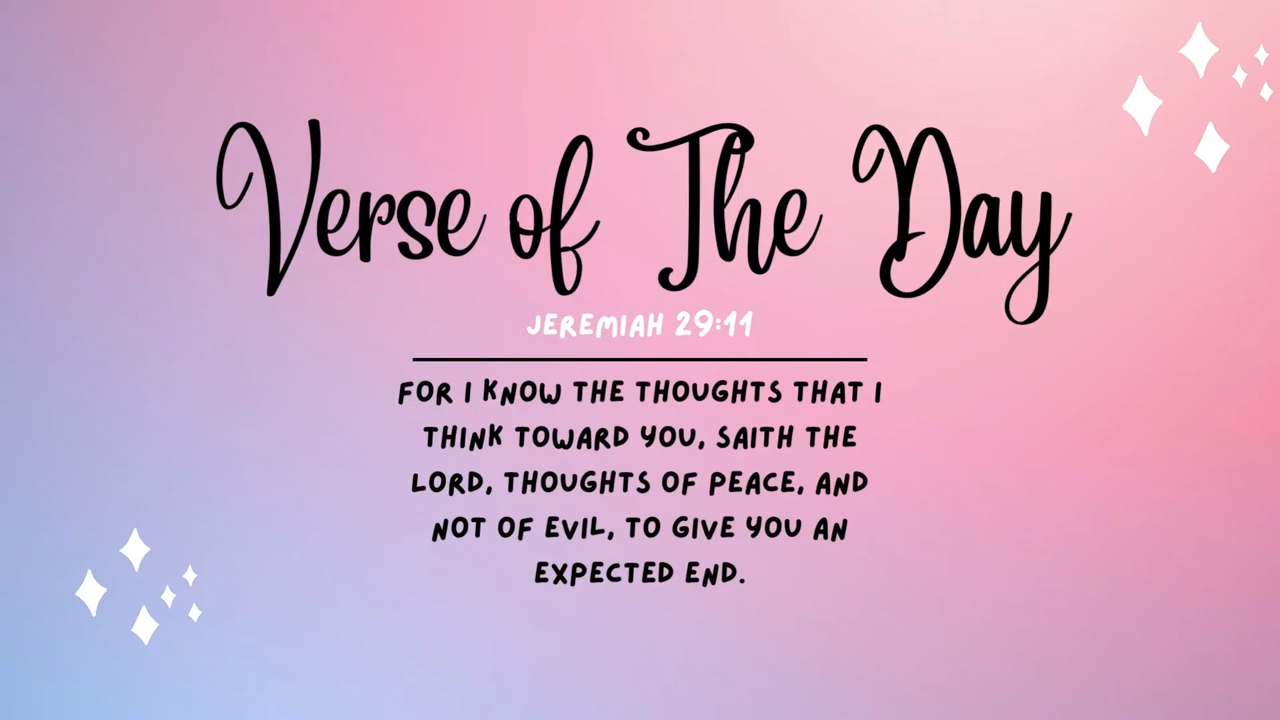 Verse of The Day
JEREMIAH 29:11
FOR I KNOW THE THOUGHTS THAT I
THINK TOWARD YOU, SAITH THE
LORD, THOUGHTS OF PEACE, AND
NOT OF EVIL, TO GIVE YOU AN
EXPECTED END.